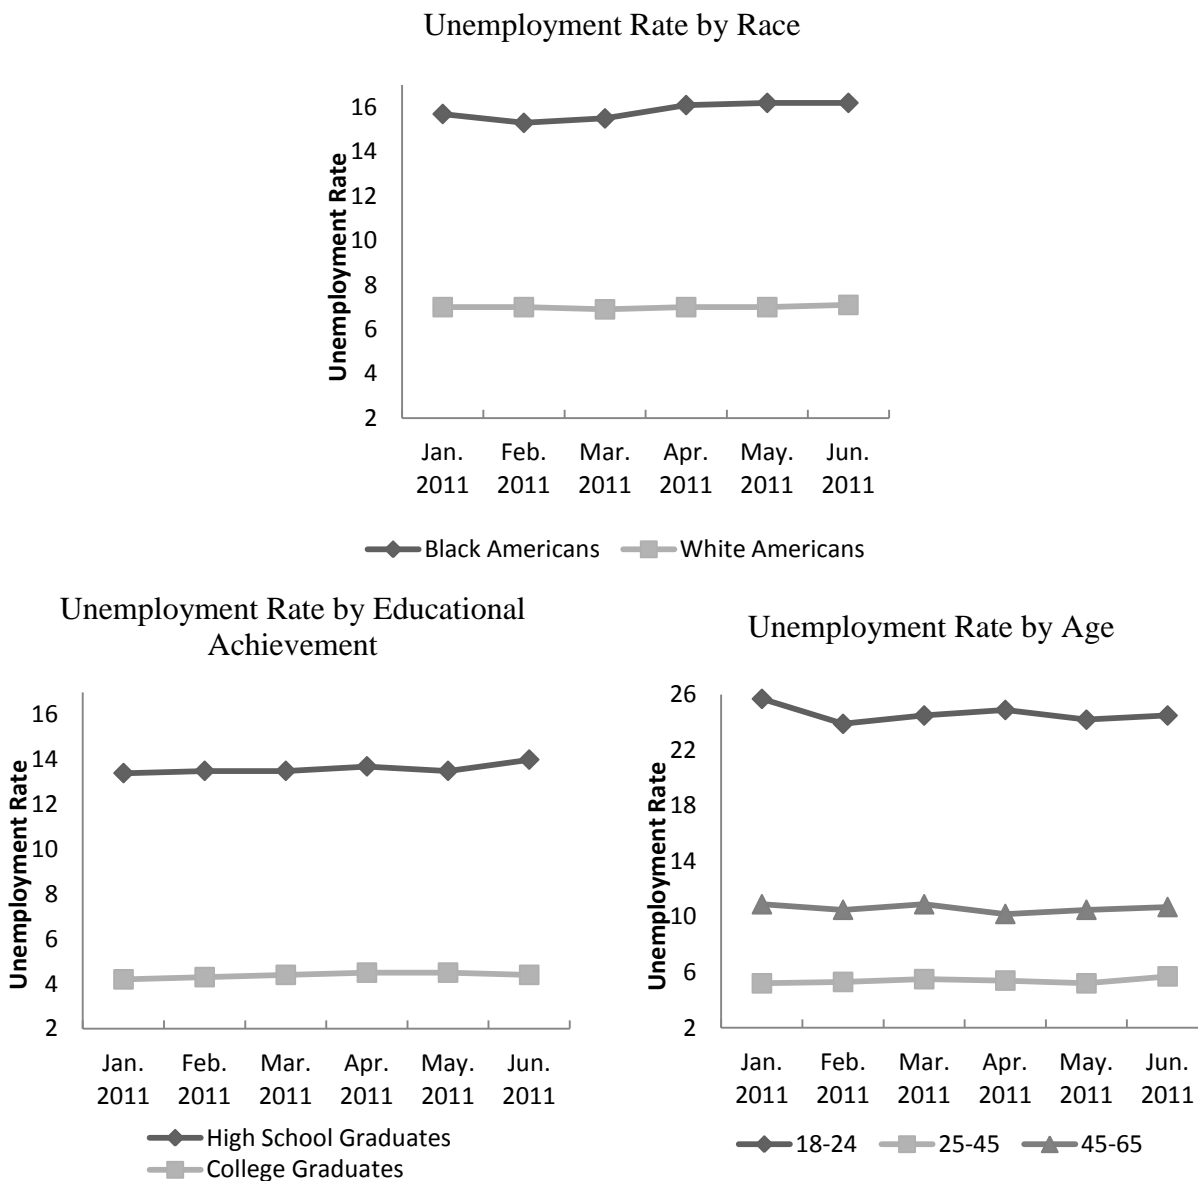 Unemployment Rate by Race
16
14
12
10
8
6
4
2
Unemployment Rate
Jan. 2011
Feb. 2011
Mar. 2011
Apr. 2011
May. 2011
Jun. 2011
Black Americans
White Americans
Unemployment Rate by Educational
Achievement
16
14
12
10
8
6
4
2
Unemployment Rate
Jan. 2011
Feb. 2011
Mar. 2011
Apr. 2011
May. 2011
Jun. 2011
High School Graduates
College Graduates
Unemployment Rate by Age
26
22
18
14
10
6
2
Unemployment Rate
Jan. 2011
Feb. 2011
Mar. 2011
Apr. 2011
May. 2011
Jun. 2011
18-24
25-45
45-65